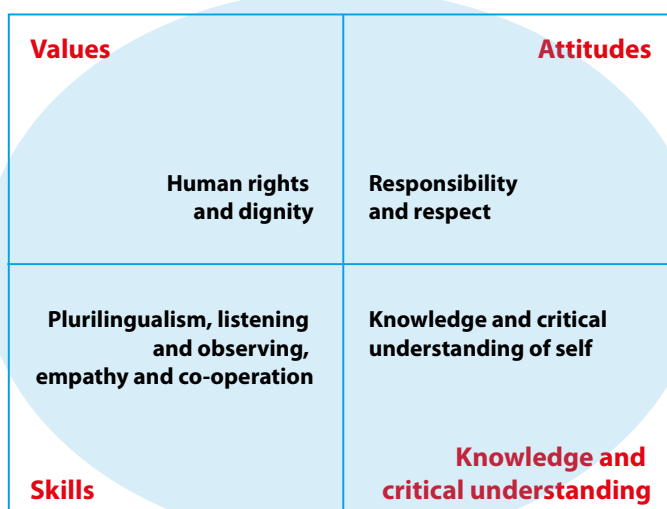 Values
Attitudes
Human rights
and dignity
Responsibility
and respect
Plurilingualism, listening
and observing,
empathy and co-operation
Knowledge and critical
understanding of self
Skills
Knowledge and
critical understanding